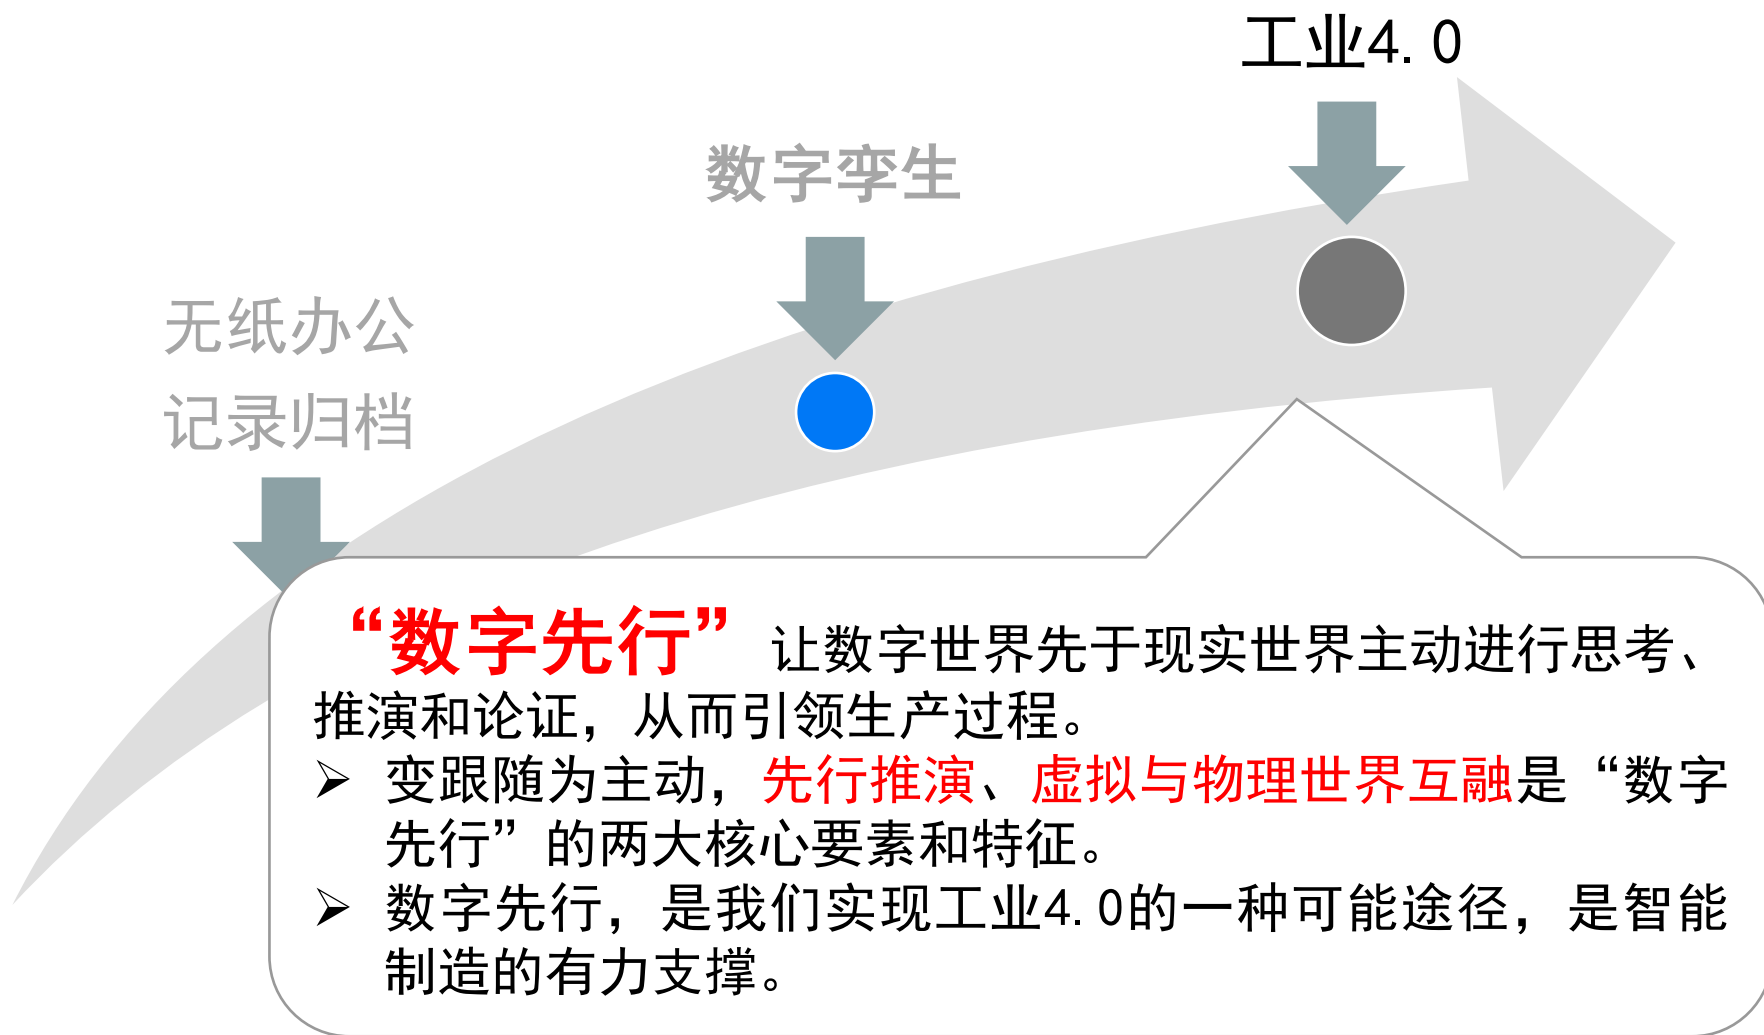 工业4.0
数字孪生
无纸办公
记录归档
“数字先行”让数字世界先于现实世界主动进行思考、
推演和论证，从而引领生产过程。
➢ 变跟随为主动，先行推演、虚拟与物理世界互融是“数字
先行”的两大核心要素和特征。
➢ 数字先行，是我们实现工业4.0的一种可能途径，是智能
制造的有力支撑。